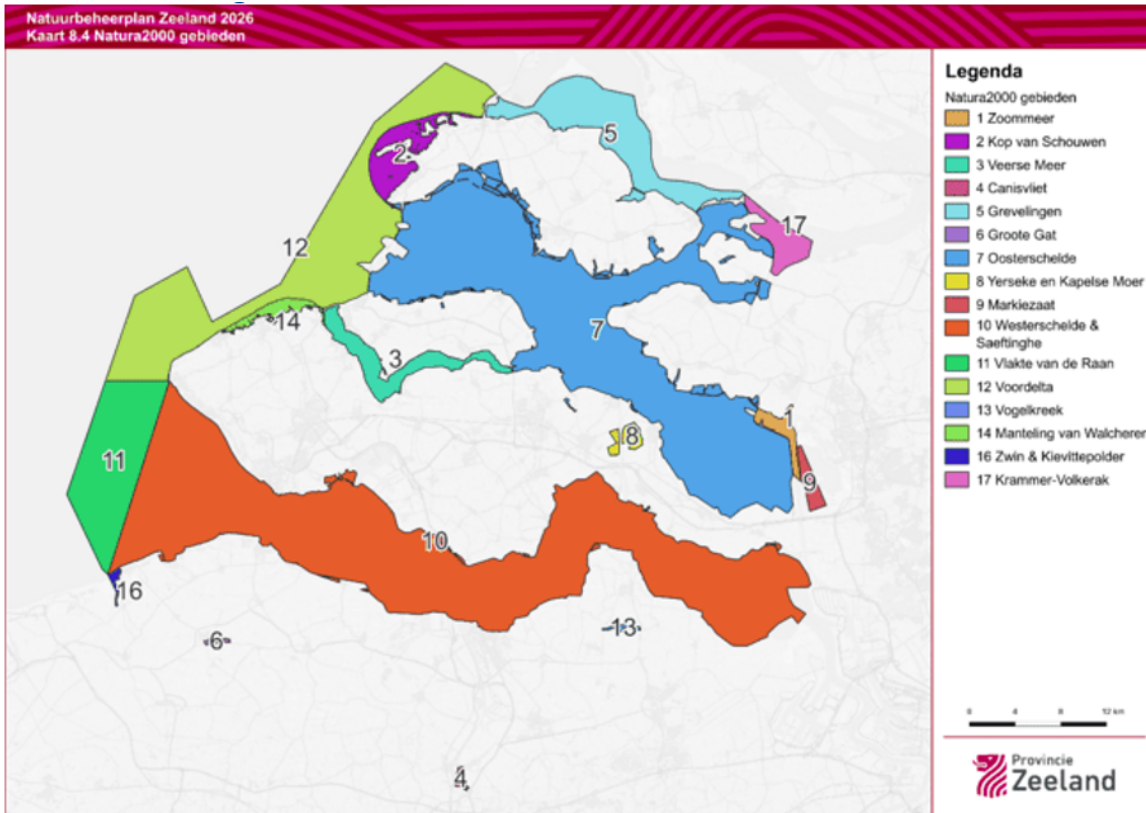 Natuurbeheerplan Zeeland 2026
Kaart 8.4 Natura2000 gebieden
Legenda
Natura2000 gebieden
1 Zoommeer
2 Kop van Schouwen
3 Veerse Meer
4 Canisvliet
5 Grevelingen
6 Groote Gat
7 Oosterschelde
8 Yerseke en Kapelse Moer
9 Markiezaat
10 Westerschelde &
Saeftinghe
11 Vlakte van de Raan
12 Voordelta
13 Vogelkreek
14 Manteling van Walcheren
16 Zwin & Kievittepolder
17 Krammer-Volkerak
5
2
17
12
14
7
3
1
8
11
9
10
16
6
13
4
0 4 8 12 km
Provincie
Zeeland